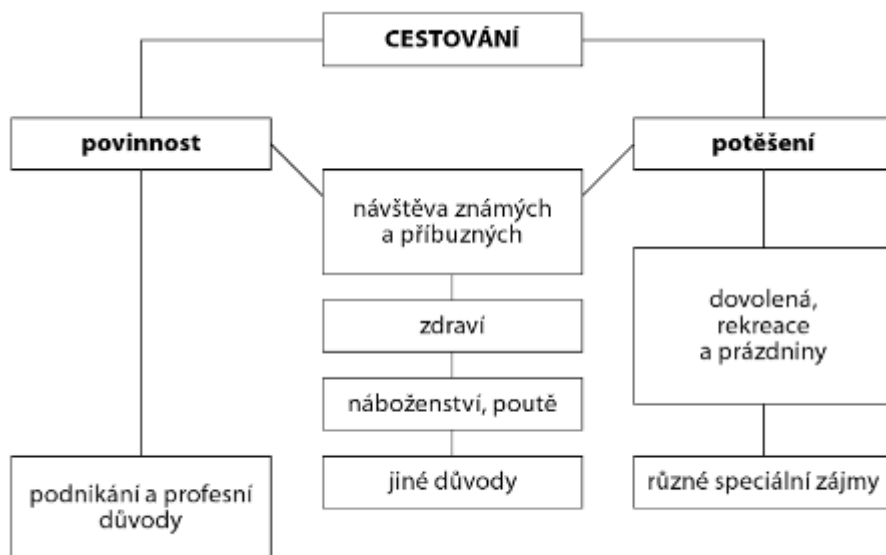 CESTOVÁNÍ
povinnost
potěšení
návštěva známých
a příbuzných
dovolená,
rekreace
a prázdniny
zdraví
náboženství, poutě
podnikání a profesní
důvody
jiné důvody
různé speciální zájmy